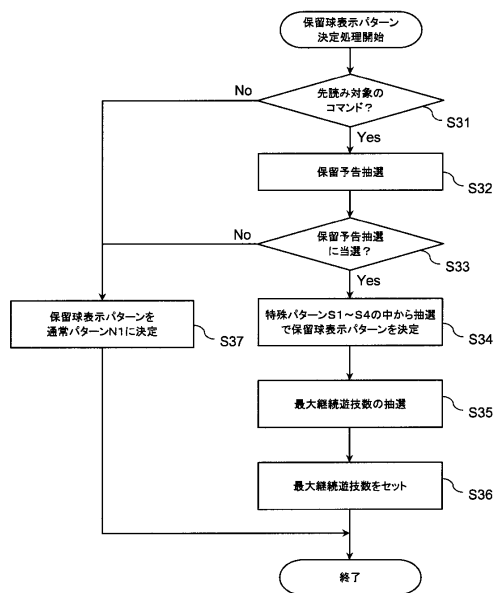 保留球表示パターン
決定処理開始
先読み対象の
コマンド?
No
S31
Yes
保留予告抽選
S32
保留予告抽選
に当選?
No
S33
Yes
保留球表示パターンを
通常パターンN1に決定
S37
特殊パターンS1～S4の中から抽選
で保留球表示パターンを決定
S34
最大継続遊技数の抽選
S35
最大継続遊技数をセット
S36
終了